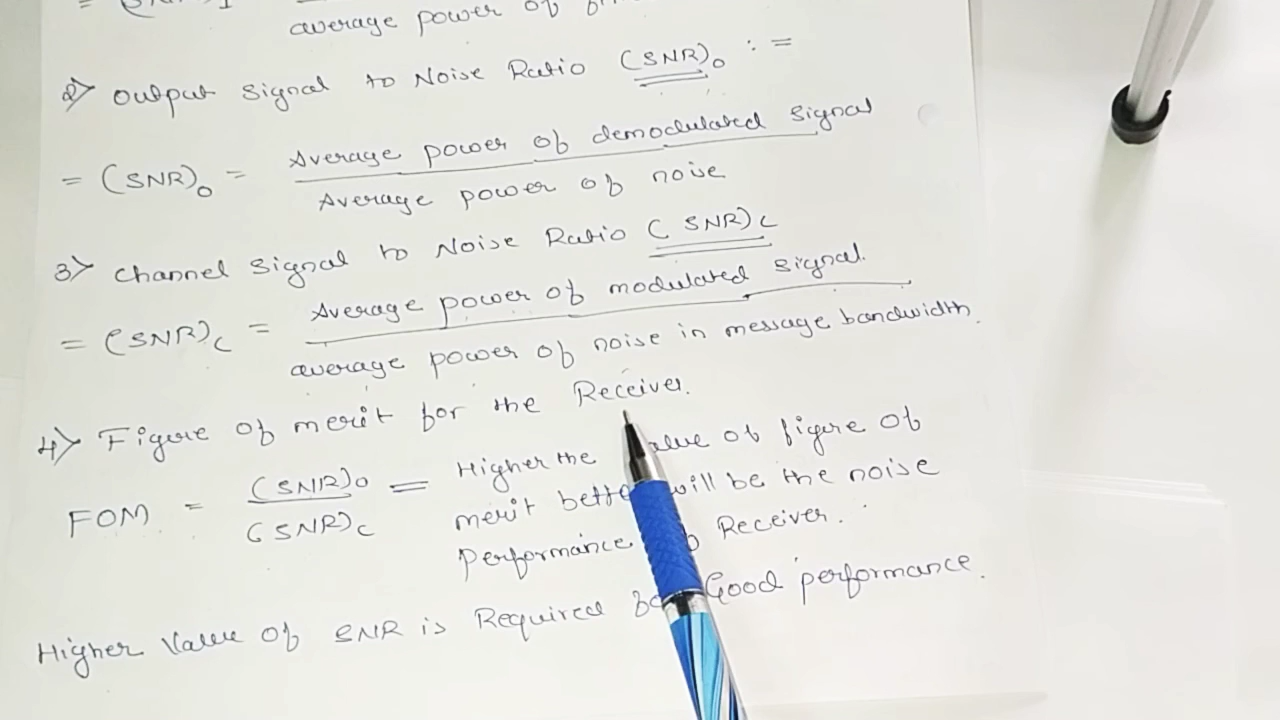 average power of
2) Output Signal to Noise Ratio (SNR)o : =
= (SNR)o = Average power of demodulated signal
Average power of noise
3) channel Signal to Noise Ratio (SNR)c
= (SNR)c = Average power of modulated signal.
average power of noise in message bandwidth.
4) Figure of merit for the Receiver.
FOM = (SNR)o = Higher the value of figure of
(SNR)c merit better will be the noise
Performance Receiver.
Higher Value of SNR is Required for Good performance.